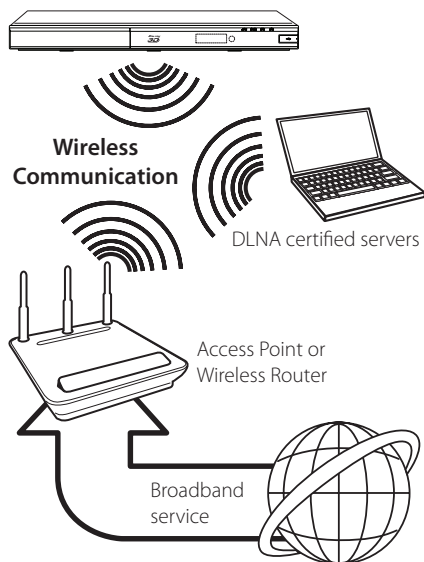 3D
Wireless
Communication
DLNA certified servers
Access Point or
Wireless Router
Broadband
service